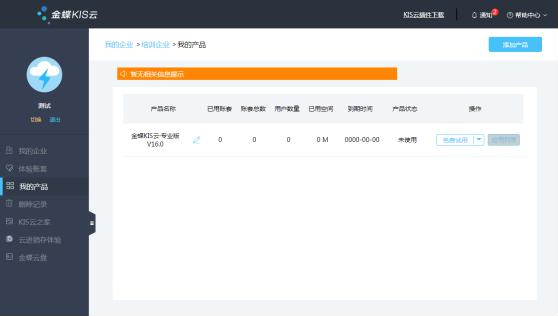 金蝶KIS云
KIS云插件下载
通知 2
帮助中心
我的企业 > 培训企业 > 我的产品
添加产品
暂无相关信息提示
测试
切换 退出
我的企业
体验账套
我的产品
删除记录
KIS云之家
云进销存体验
金蝶云盘
产品名称 已用账套 账套总数 用户数量 已用空间 到期时间 产品状态 操作
金蝶KIS云·专业版
V16.0
0 0 0 0 M 0000-00-00 未使用 免费试用